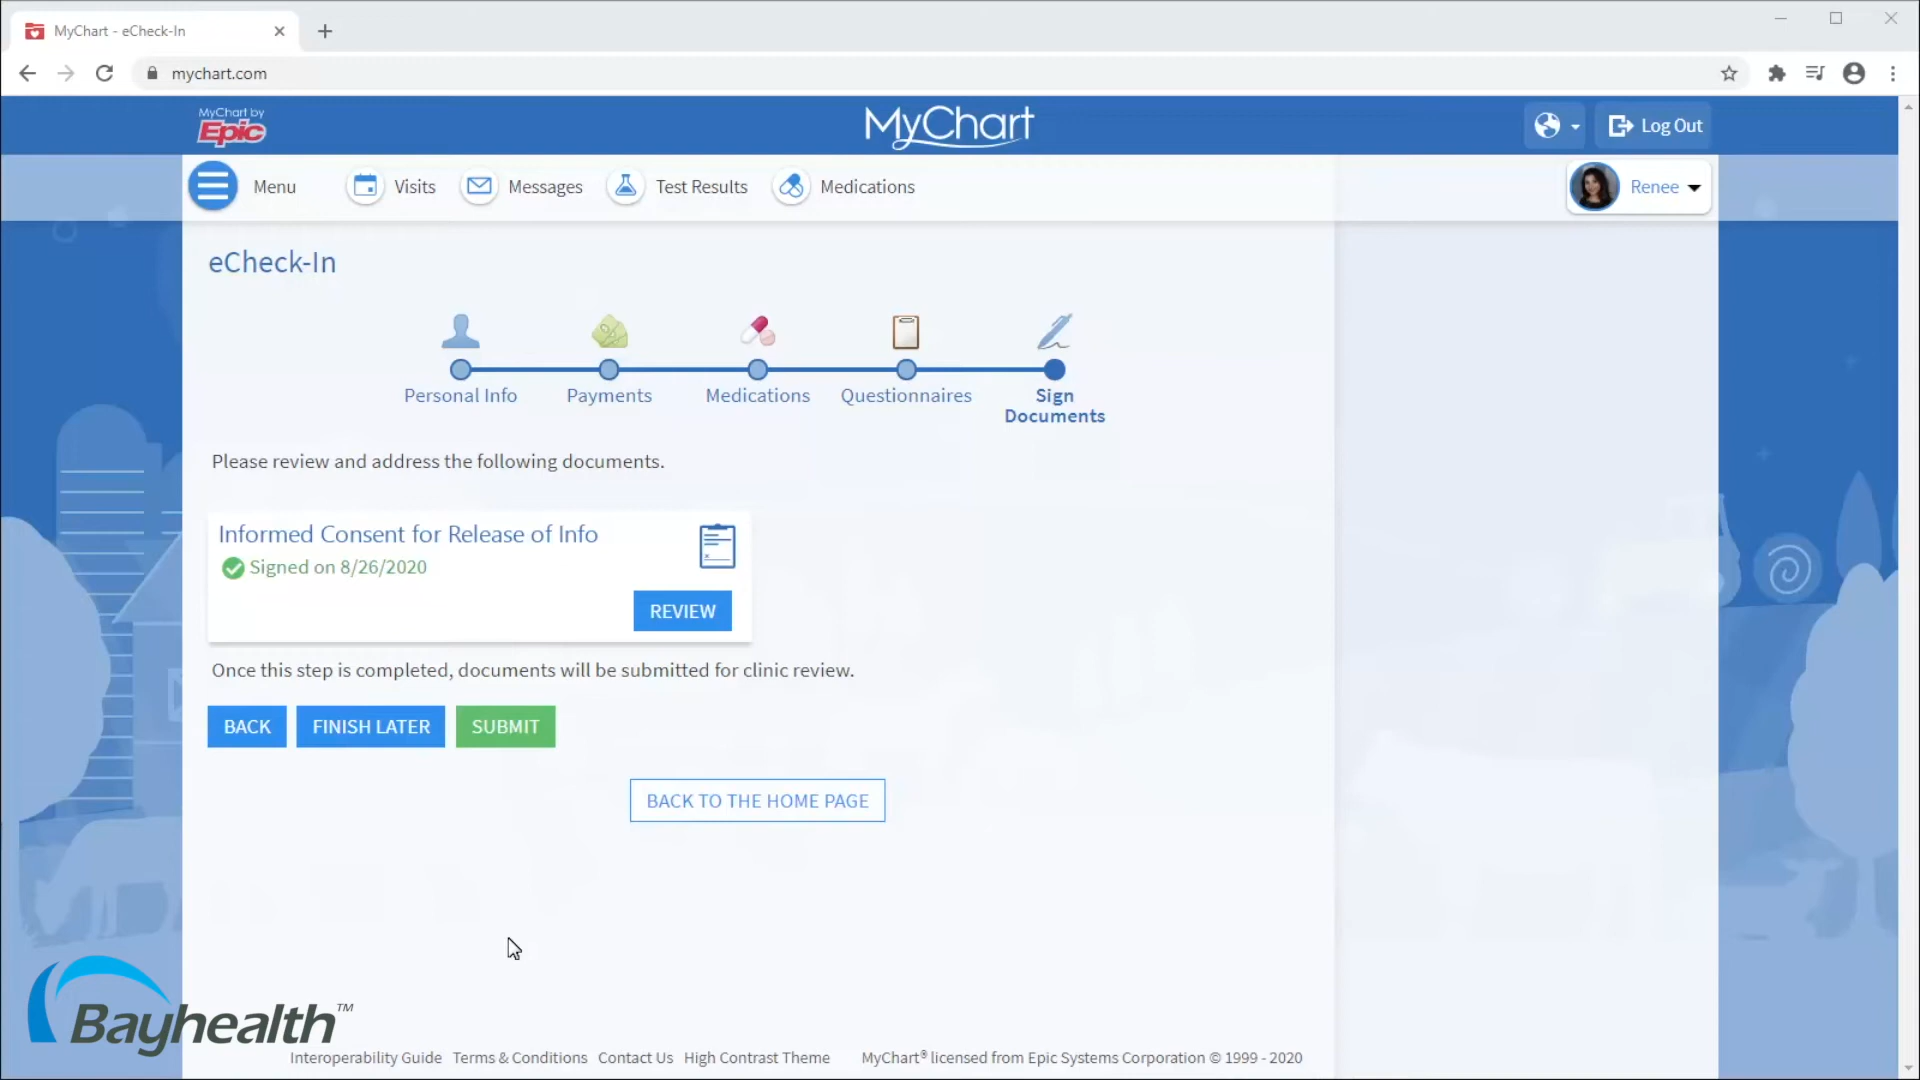 MyChart - eCheck-In
mychart.com
MyChart by
Epic
MyChart
Log Out
Menu
Visits
Messages
Test Results
Medications
Renee
eCheck-In
Personal Info
Payments
Medications
Questionnaires
Sign
Documents
Please review and address the following documents.
Informed Consent for Release of Info
Signed on 8/26/2020
REVIEW
Once this step is completed, documents will be submitted for clinic review.
BACK
FINISH LATER
SUBMIT
BACK TO THE HOME PAGE
Bayhealth™
Interoperability Guide Terms & Conditions Contact Us High Contrast Theme MyChart® licensed from Epic Systems Corporation © 1999 - 2020